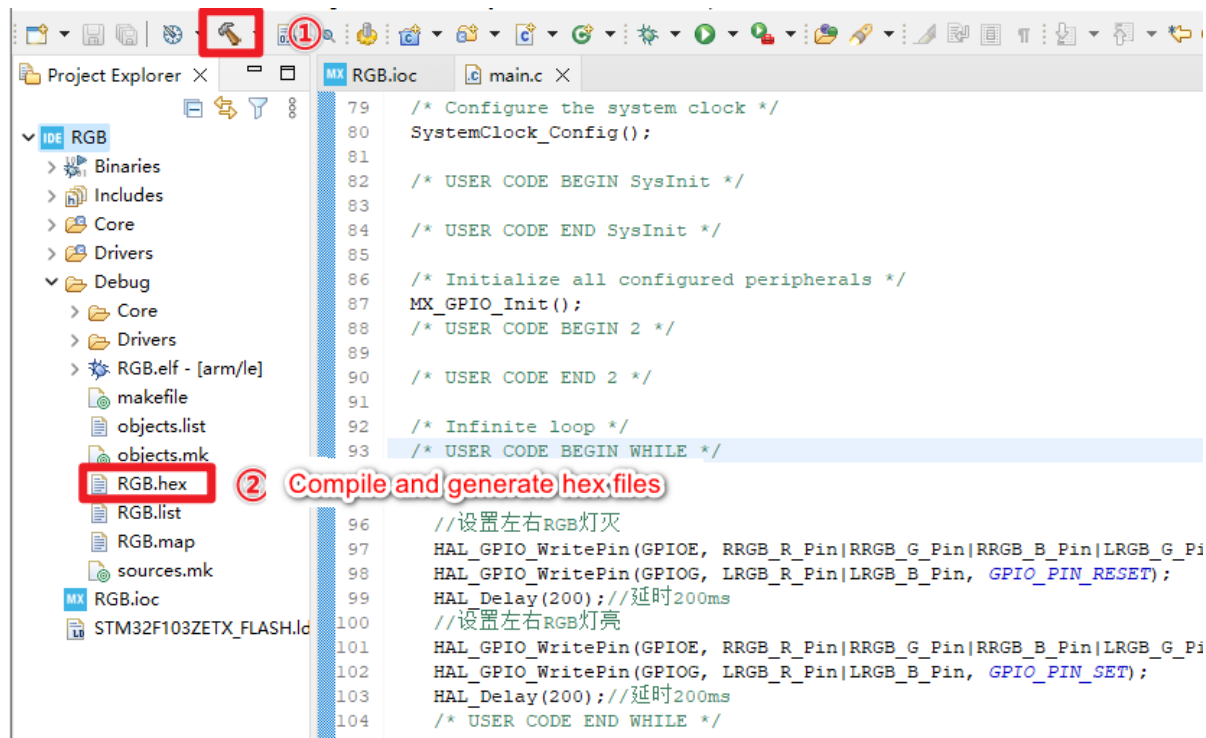 ①
Project Explorer
RGB.ioc
main.c
IDE RGB
Binaries
Includes
Core
Drivers
Debug
Core
Drivers
RGB.elf - [arm/le]
makefile
objects.list
objects.mk
RGB.hex
RGB.list
RGB.map
sources.mk
MX RGB.ioc
STM32F103ZETX_FLASH.ld
② Compile and generate hex files
79 /* Configure the system clock */
80 SystemClock_Config();
81
82 /* USER CODE BEGIN SysInit */
83
84 /* USER CODE END SysInit */
85
86 /* Initialize all configured peripherals */
87 MX_GPIO_Init();
88 /* USER CODE BEGIN 2 */
89
90 /* USER CODE END 2 */
91
92 /* Infinite loop */
93 /* USER CODE BEGIN WHILE */
96 //设置左右RGB灯灭
97 HAL_GPIO_WritePin(GPIOE, RRGB_R_Pin|RRGB_G_Pin|RRGB_B_Pin|LRGB_G_Pi
98 HAL_GPIO_WritePin(GPIOG, LRGB_R_Pin|LRGB_B_Pin, GPIO_PIN_RESET);
99 HAL_Delay(200);//延时200ms
100 //设置左右RGB灯亮
101 HAL_GPIO_WritePin(GPIOE, RRGB_R_Pin|RRGB_G_Pin|RRGB_B_Pin|LRGB_G_Pi
102 HAL_GPIO_WritePin(GPIOG, LRGB_R_Pin|LRGB_B_Pin, GPIO_PIN_SET);
103 HAL_Delay(200);//延时200ms
104 /* USER CODE END WHILE */